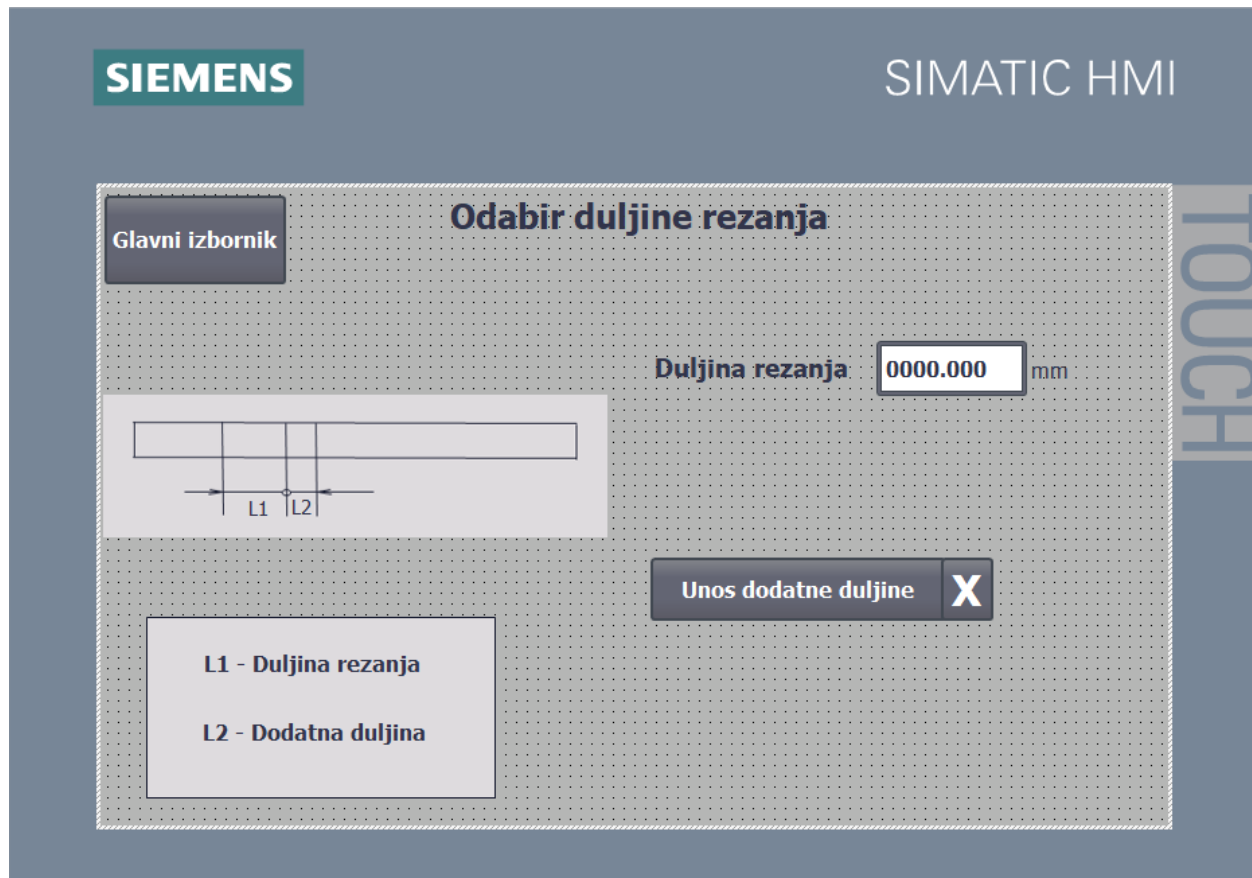 SIEMENS
SIMATIC HMI
TOUCH
Glavni izbornik
Odabir duljine rezanja
Duljina rezanja 0000.000 mm
L1 L2
Unos dodatne duljine X
L1 - Duljina rezanja
L2 - Dodatna duljina